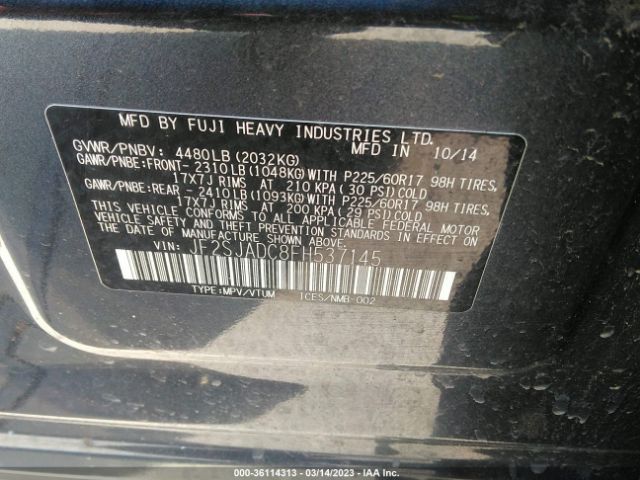 MFD BY FUJI HEAVY INDUSTRIES LTD.
MFD IN 10/14
GVWR/PNBV: 4480LB(2032KG)
GAWR/PNBE:FRONT- 2310LB(1048KG)WITH P225/60R17 98H TIRES,
17X7J RIMS AT 210 KPA(30 PSI)COLD
GAWR/PNBE:REAR - 2410LB(1093KG)WITH P225/60R17 98H TIRES,
17X7J RIMS AT 200 KPA(29 PSI)COLD
THIS VEHICLE CONFORMS TO ALL APPLICABLE FEDERAL MOTOR
VEHICLE SAFETY AND THEFT PREVENTION STANDARDS IN EFFECT ON
THE DATE OF MANUFACTURE SHOWN ABOVE.
VIN: JF2SJADC8FH537145
TYPE:MPV/VTUM ICES/NMB-002
000-36114313 - 03/14/2023 - IAA Inc.